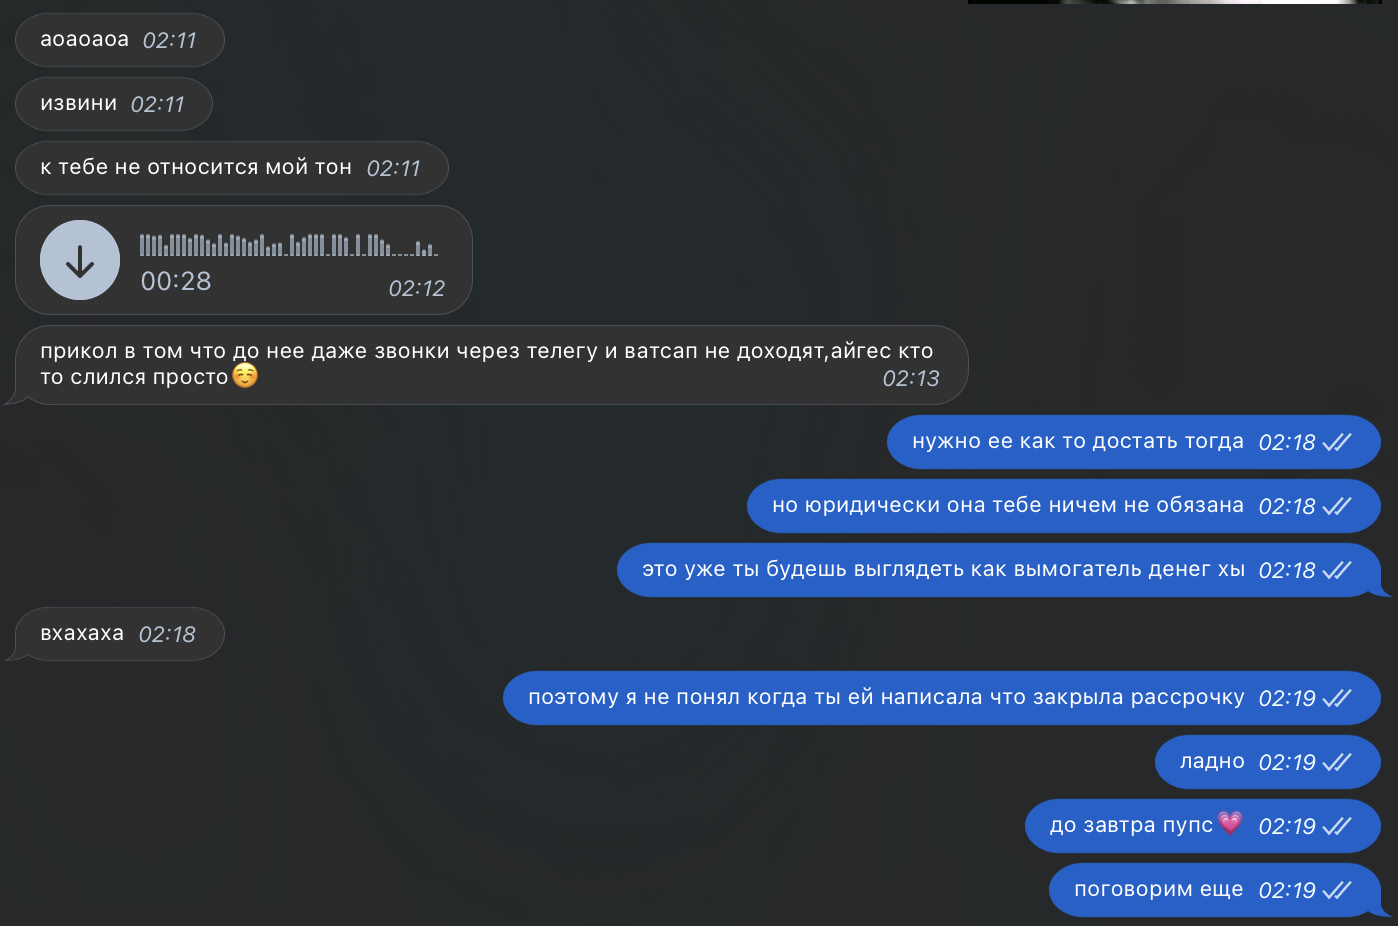 аоаоаоа 02:11
извини 02:11
к тебе не относится мой тон 02:11
00:28 02:12
прикол в том что до нее даже звонки через телегу и ватсап не доходят,айгес кто
то слился просто☺️ 02:13
нужно ее как то достать тогда 02:18
но юридически она тебе ничем не обязана 02:18
это уже ты будешь выглядеть как вымогатель денег хы 02:18
вхахаха 02:18
поэтому я не понял когда ты ей написала что закрыла рассрочку 02:19
ладно 02:19
до завтра пупс💗 02:19
поговорим еще 02:19